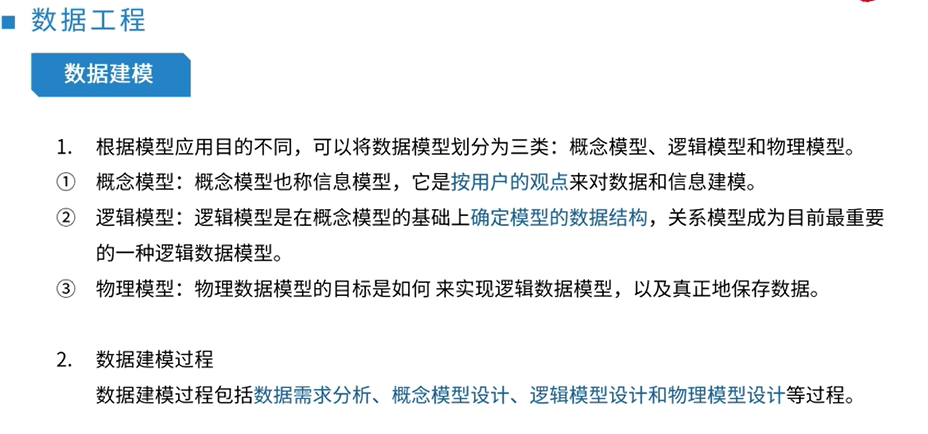 数据工程
数据建模
1. 根据模型应用目的不同，可以将数据模型划分为三类：概念模型、逻辑模型和物理模型。
① 概念模型：概念模型也称信息模型，它是按用户的观点来对数据和信息建模。
② 逻辑模型：逻辑模型是在概念模型的基础上确定模型的数据结构，关系模型成为目前最重要
的一种逻辑数据模型。
③ 物理模型：物理数据模型的目标是如何 来实现逻辑数据模型，以及真正地保存数据。
2. 数据建模过程
数据建模过程包括数据需求分析、概念模型设计、逻辑模型设计和物理模型设计等过程。